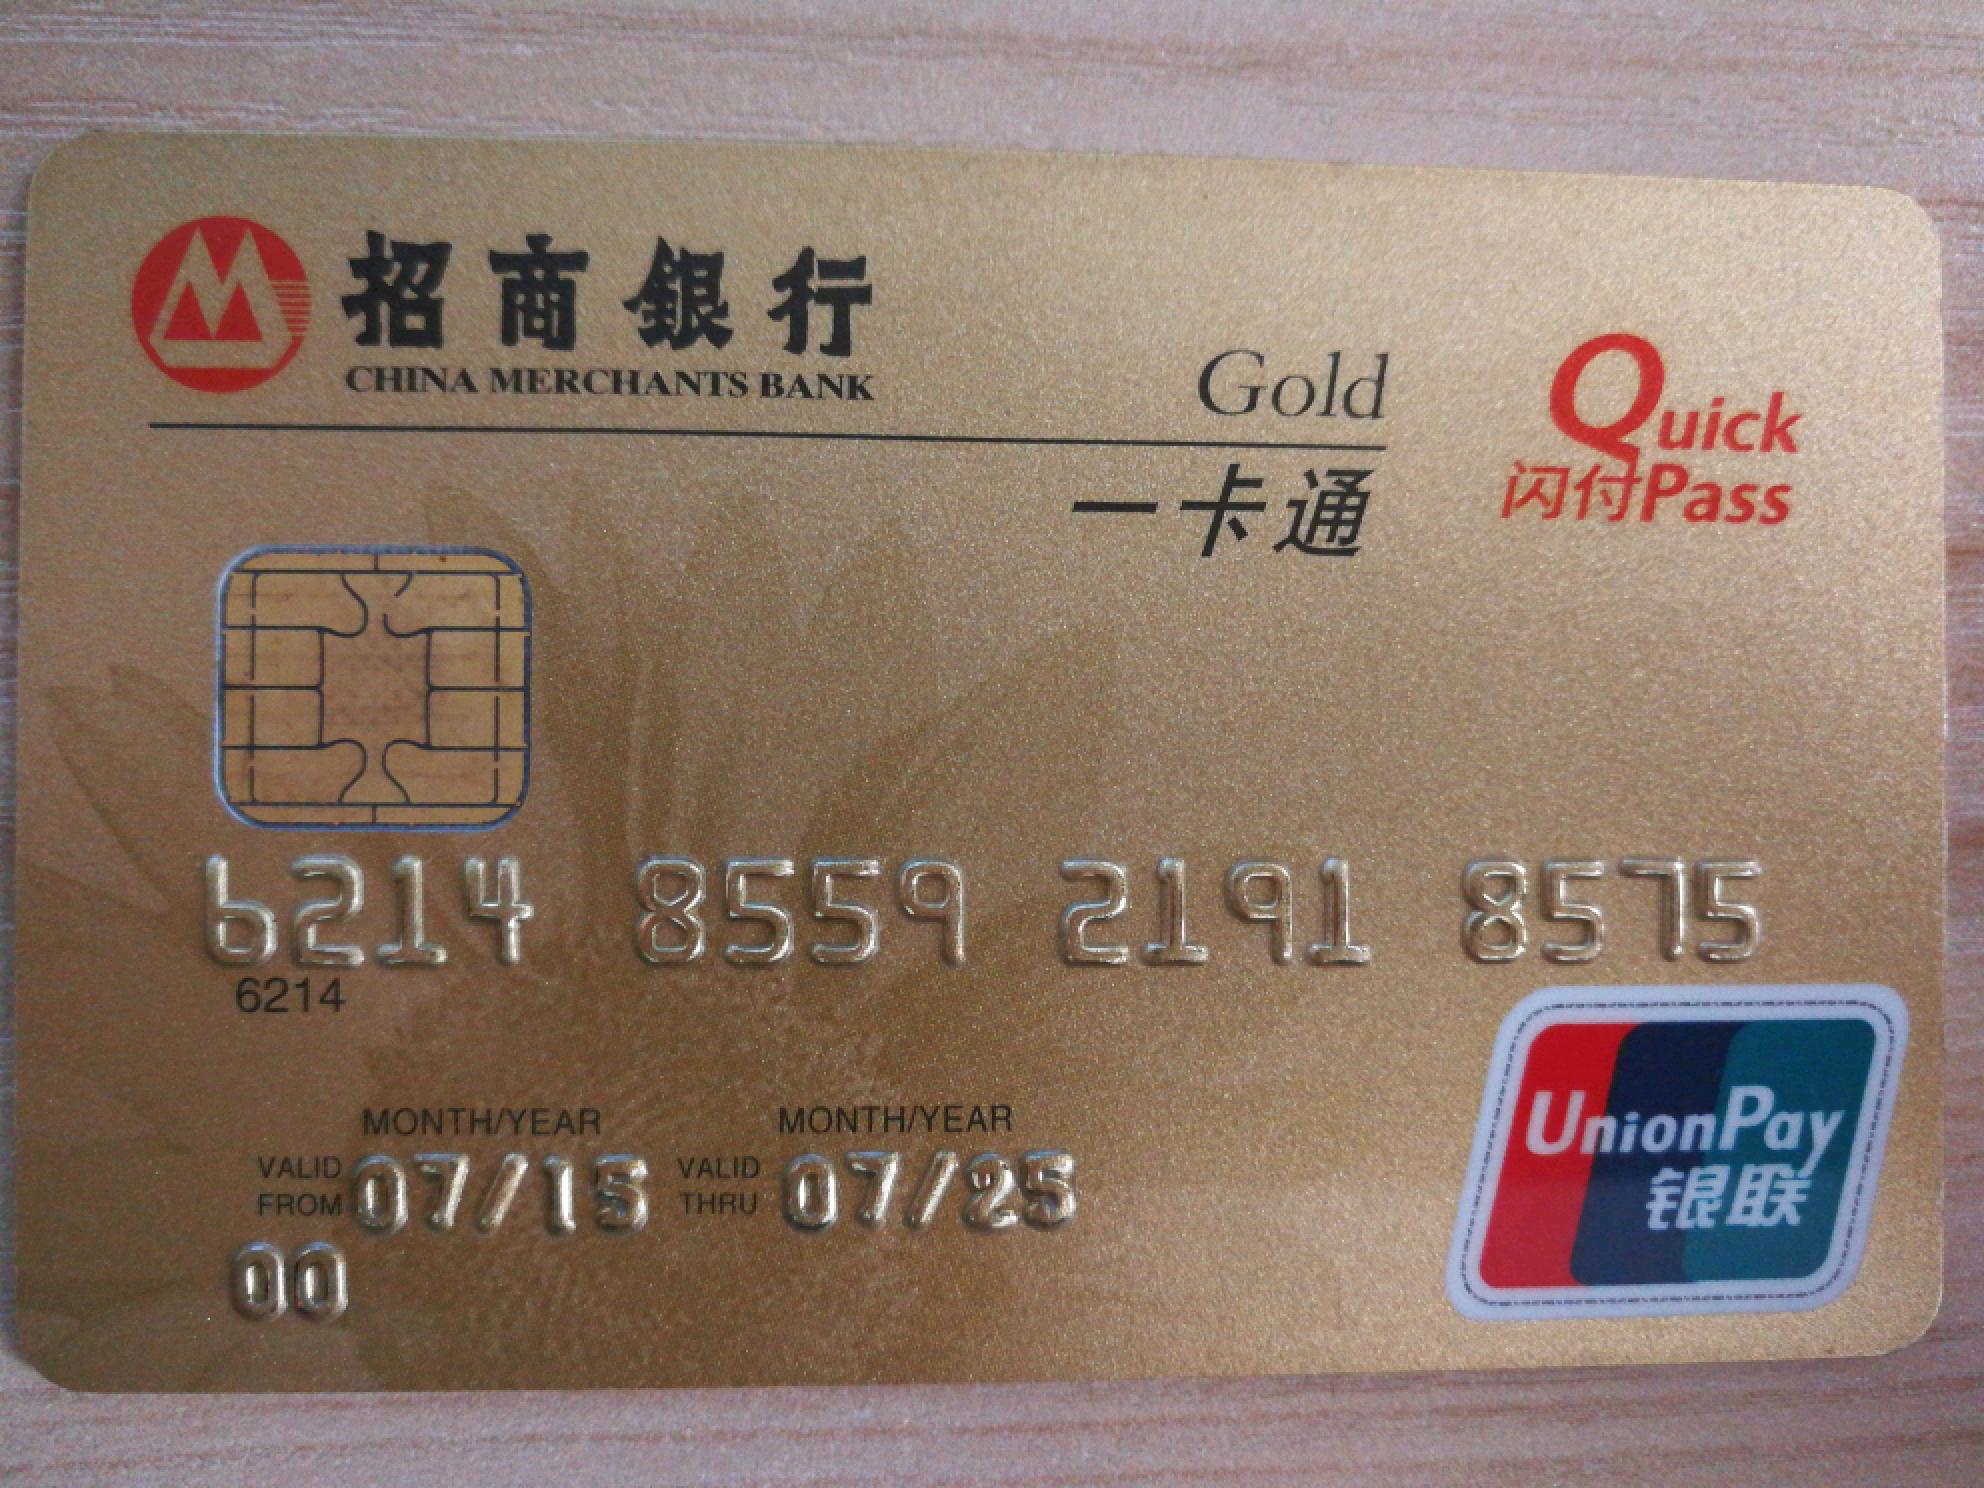 招商銀行
CHINA MERCHANTS BANK
Gold
一卡通
Quick
闪付Pass
6214 8559 2191 8575
6214
MONTH/YEAR MONTH/YEAR
VALID FROM 07/15 VALID THRU 07/25
00
UnionPay
银联